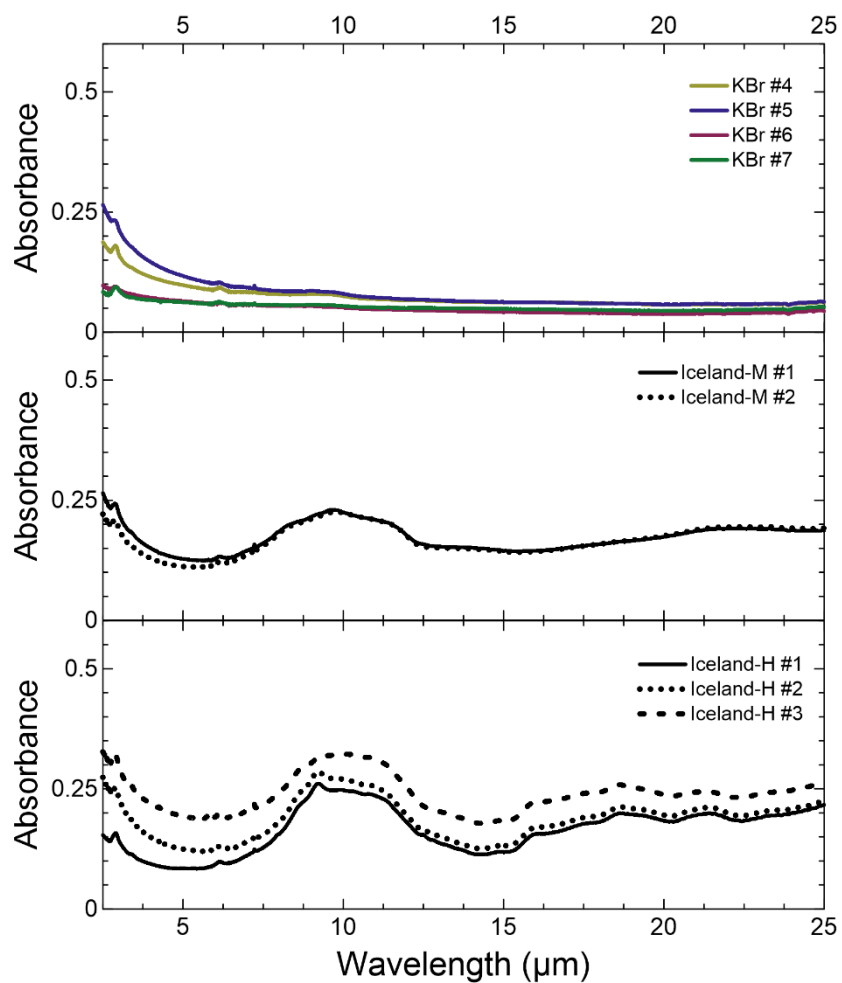 5 10 15 20 25
0.5
0.25
0
Absorbance
KBr #4
KBr #5
KBr #6
KBr #7
0.5
0.25
0
Absorbance
Iceland-M #1
Iceland-M #2
0.5
0.25
0
Absorbance
Iceland-H #1
Iceland-H #2
Iceland-H #3
5 10 15 20 25
Wavelength (μm)